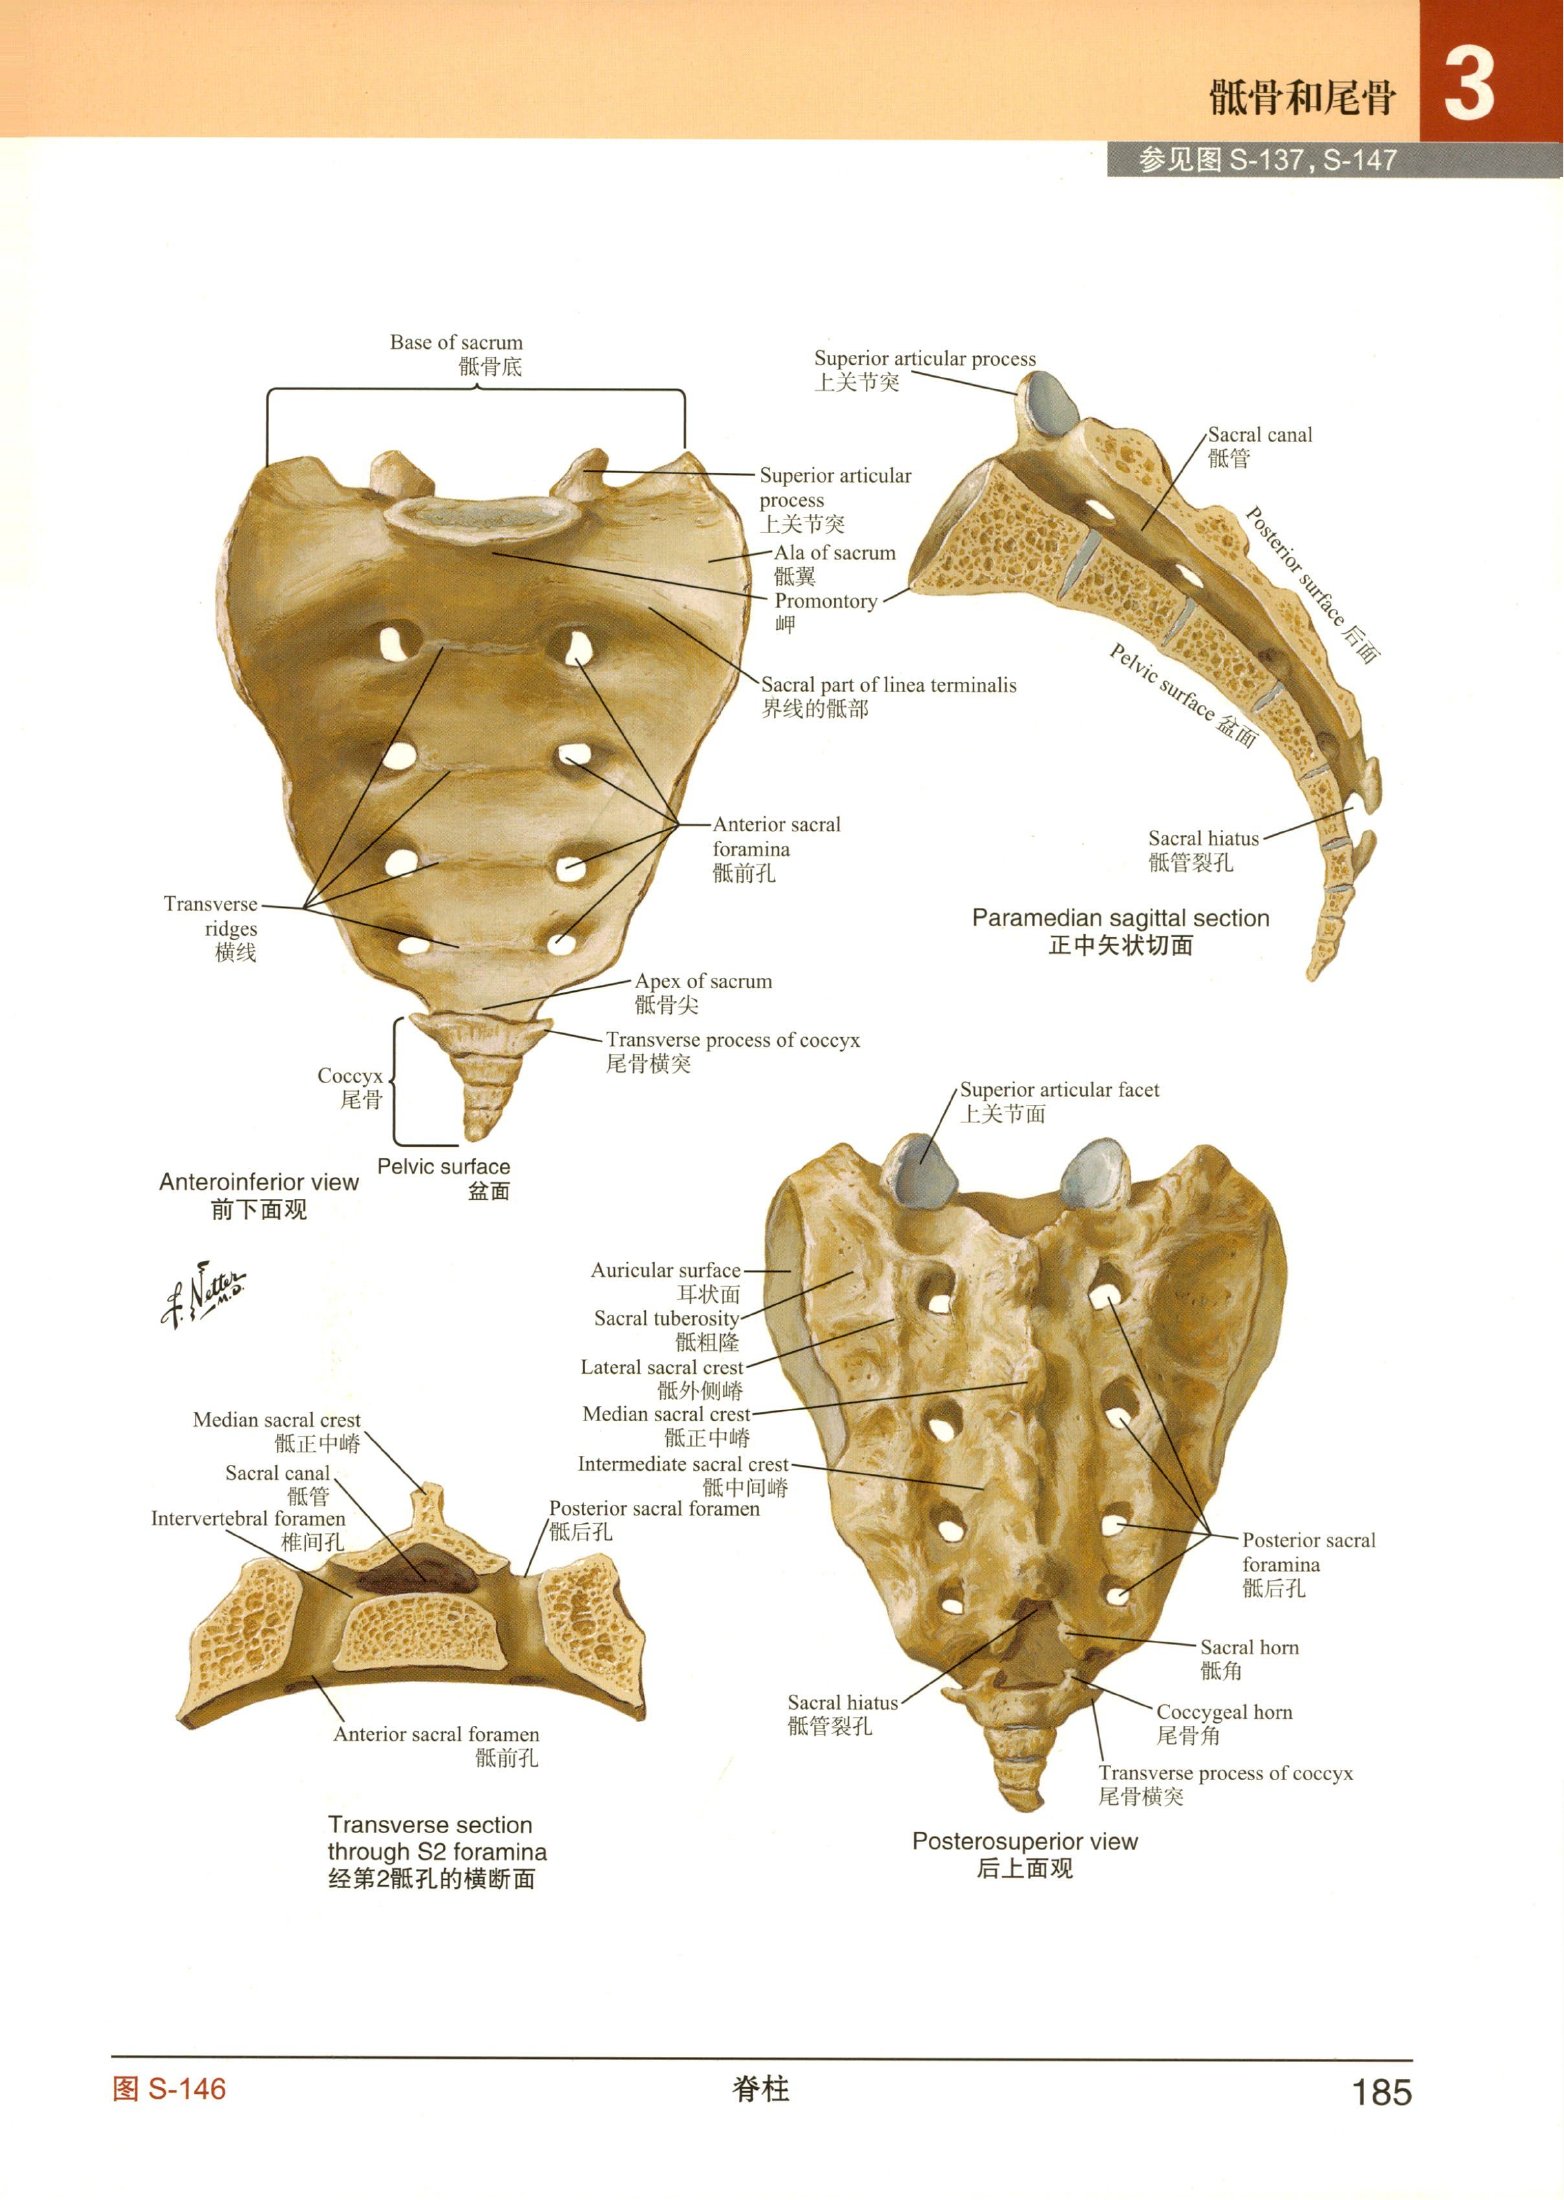 骶骨和尾骨
3
参见图 S-137, S-147
Base of sacrum
骶骨底
Superior articular
process
上关节突
Ala of sacrum
骶翼
Promontory
岬
Sacral part of linea terminalis
界线的骶部
Anterior sacral
foramina
骶前孔
Transverse
ridges
横线
Apex of sacrum
骶骨尖
Transverse process of coccyx
尾骨横突
Coccyx
尾骨
Pelvic surface
盆面
Anteroinferior view
前下面观
Superior articular process
上关节突
Sacral canal
骶管
Posterior surface 后面
Pelvic surface 盆面
Sacral hiatus
骶管裂孔
Paramedian sagittal section
正中矢状切面
F. Netter
M.D.
Median sacral crest
骶正中嵴
Sacral canal
骶管
Intervertebral foramen
椎间孔
Posterior sacral foramen
骶后孔
Anterior sacral foramen
骶前孔
Transverse section
through S2 foramina
经第2骶孔的横断面
Superior articular facet
上关节面
Auricular surface
耳状面
Sacral tuberosity
骶粗隆
Lateral sacral crest
骶外侧嵴
Median sacral crest
骶正中嵴
Intermediate sacral crest
骶中间嵴
Posterior sacral
foramina
骶后孔
Sacral horn
骶角
Sacral hiatus
骶管裂孔
Coccygeal horn
尾骨角
Transverse process of coccyx
尾骨横突
Posterosuperior view
后上面观
图 S-146
脊柱
185